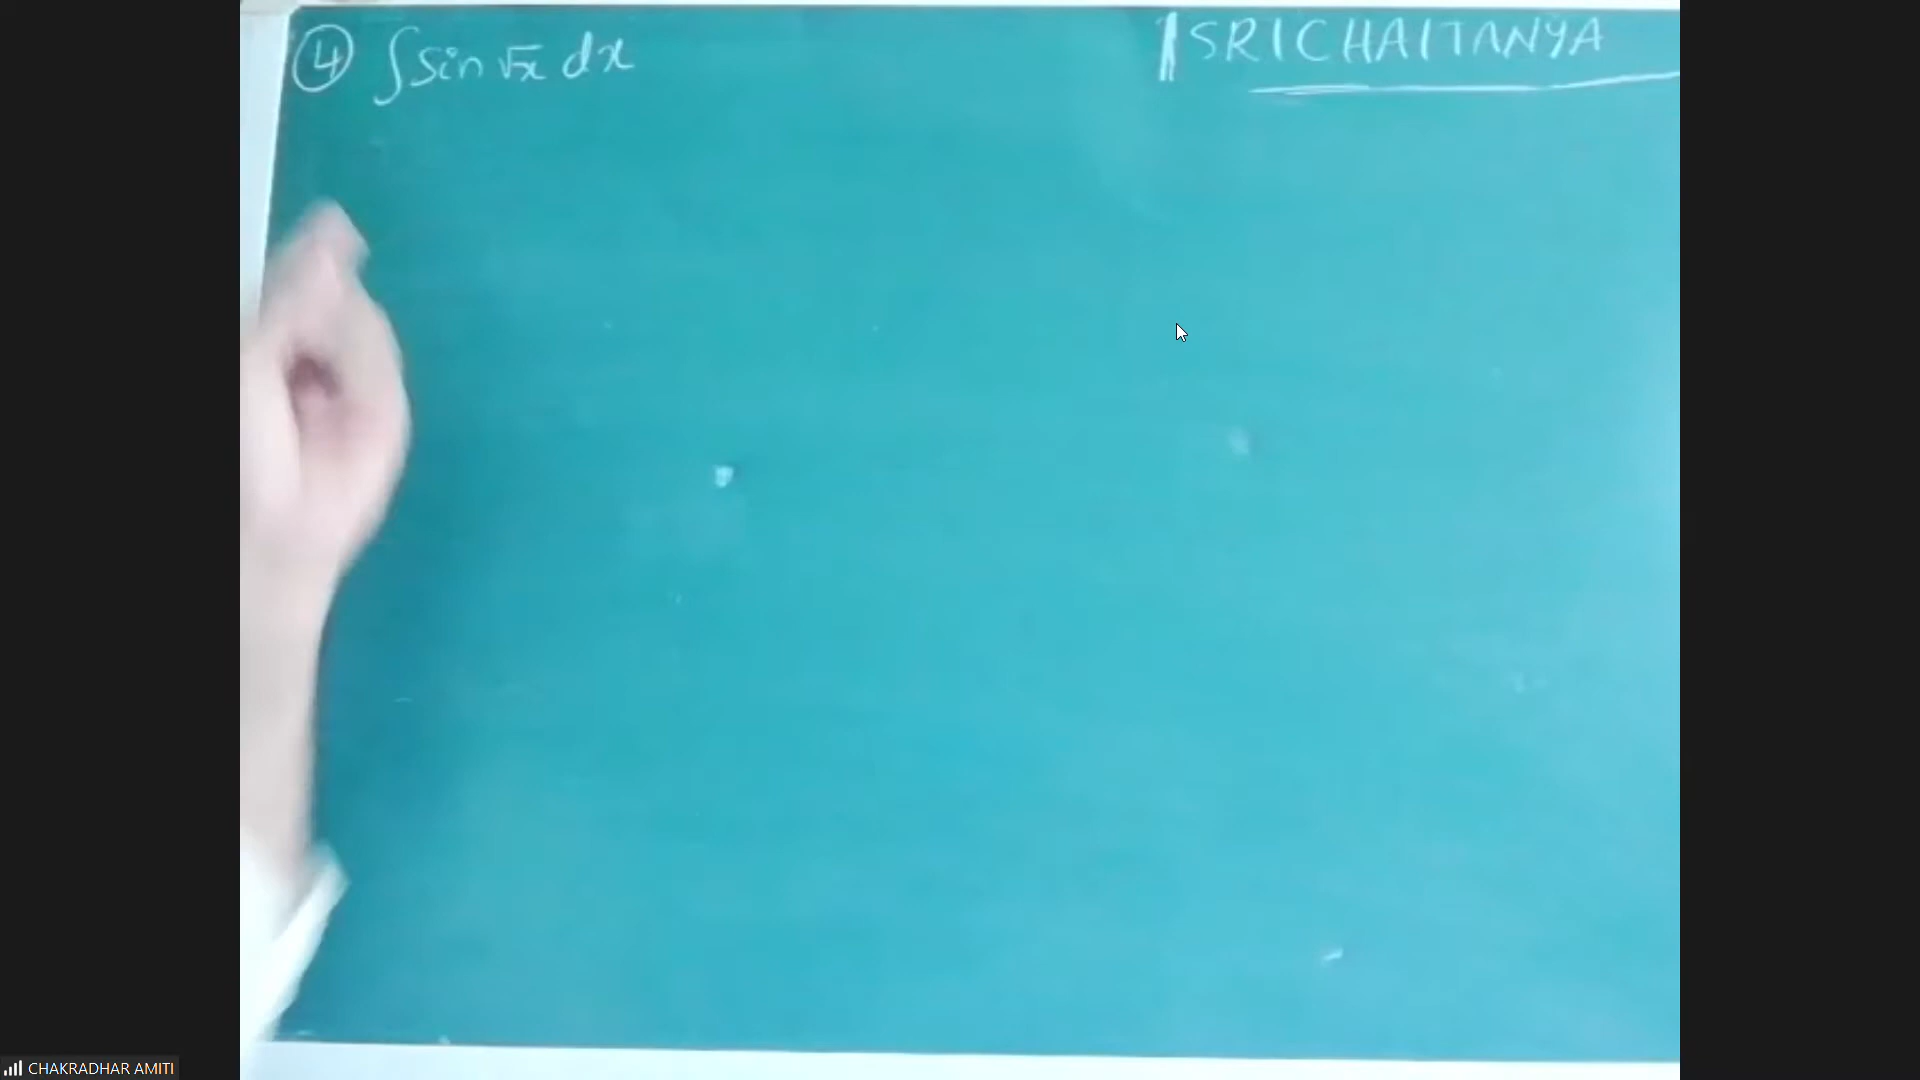 ④ ∫ sin √x dx
SRICHAITANYA
CHAKRADHAR AMITI